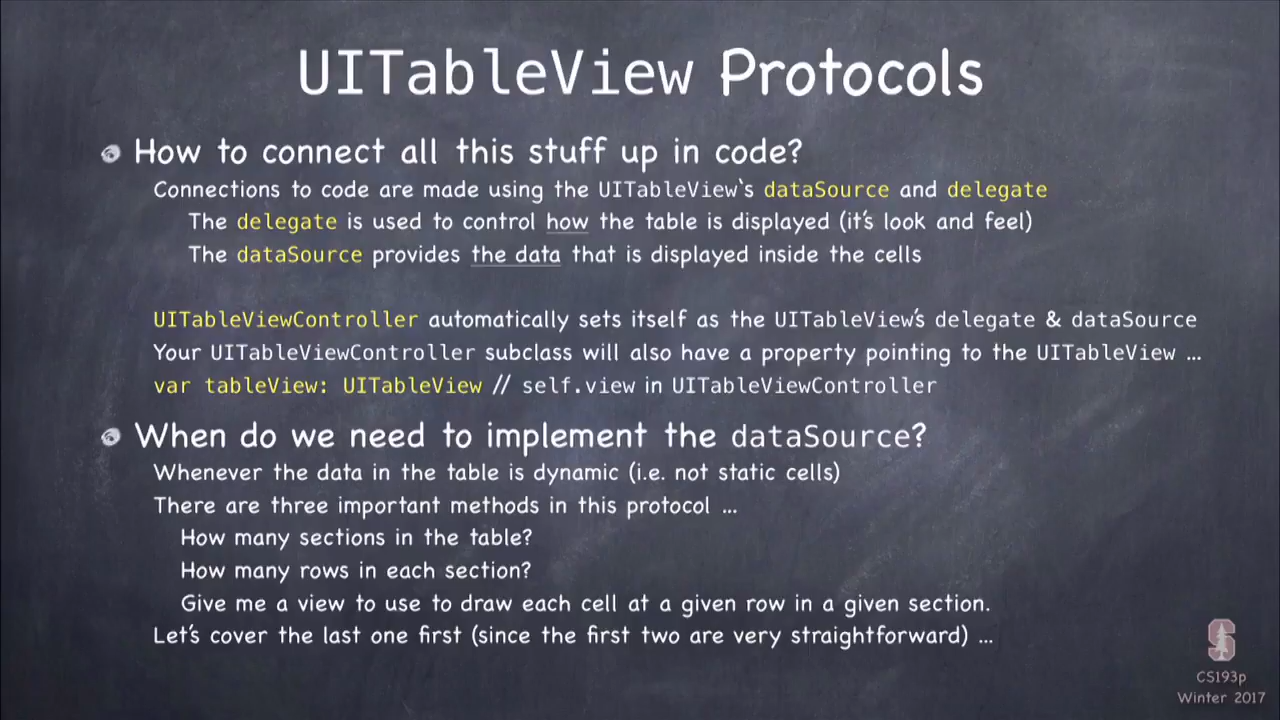 UITableView Protocols
How to connect all this stuff up in code?
Connections to code are made using the UITableView‘s dataSource and delegate
The delegate is used to control how the table is displayed (it’s look and feel)
The dataSource provides the data that is displayed inside the cells
UITableViewController automatically sets itself as the UITableView’s delegate & dataSource
Your UITableViewController subclass will also have a property pointing to the UITableView …
var tableView: UITableView // self.view in UITableViewController
When do we need to implement the dataSource?
Whenever the data in the table is dynamic (i.e. not static cells)
There are three important methods in this protocol …
How many sections in the table?
How many rows in each section?
Give me a view to use to draw each cell at a given row in a given section.
Let’s cover the last one first (since the first two are very straightforward) …
S
CS193p
Winter 2017